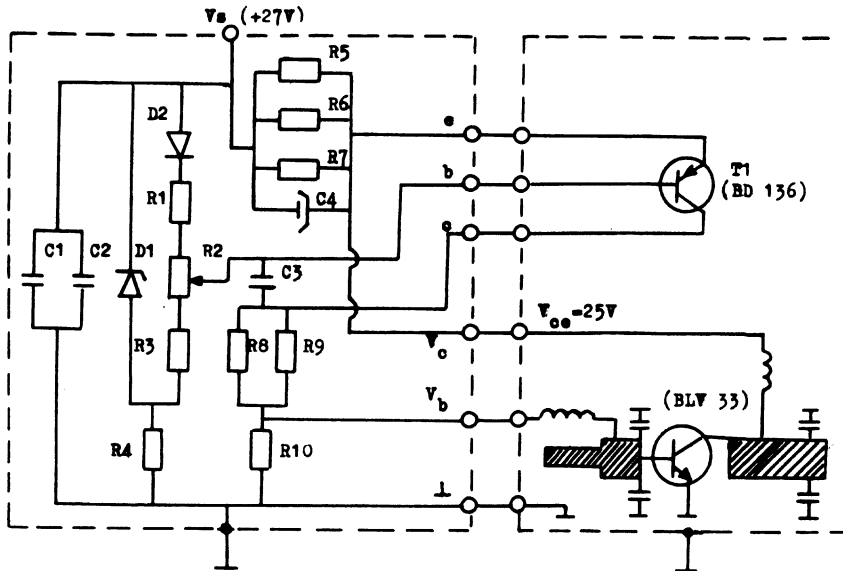 Vs (+27V)
R5
D2
R6
e
R7
T1
(BD 136)
b
R1
C4
c
C1
C2
D1
R2
C3
Vce=25V
R3
R8
R9
Vc
Vb
(BLV 33)
R4
R10
⊥